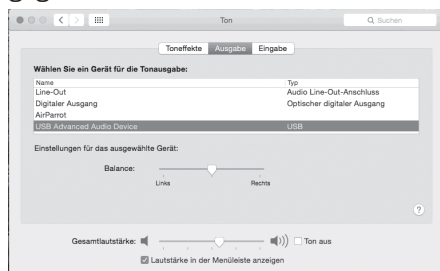 Ton
Suchen
Toneffekte Ausgabe Eingabe
Wählen Sie ein Gerät für die Tonausgabe:
Name Typ
Line-Out Audio Line-Out-Anschluss
Digitaler Ausgang Optischer digitaler Ausgang
AirParrot
USB Advanced Audio Device USB
Einstellungen für das ausgewählte Gerät:
Balance:
Links Rechts
?
Gesamtlautstärke: Ton aus
Lautstärke in der Menüleiste anzeigen